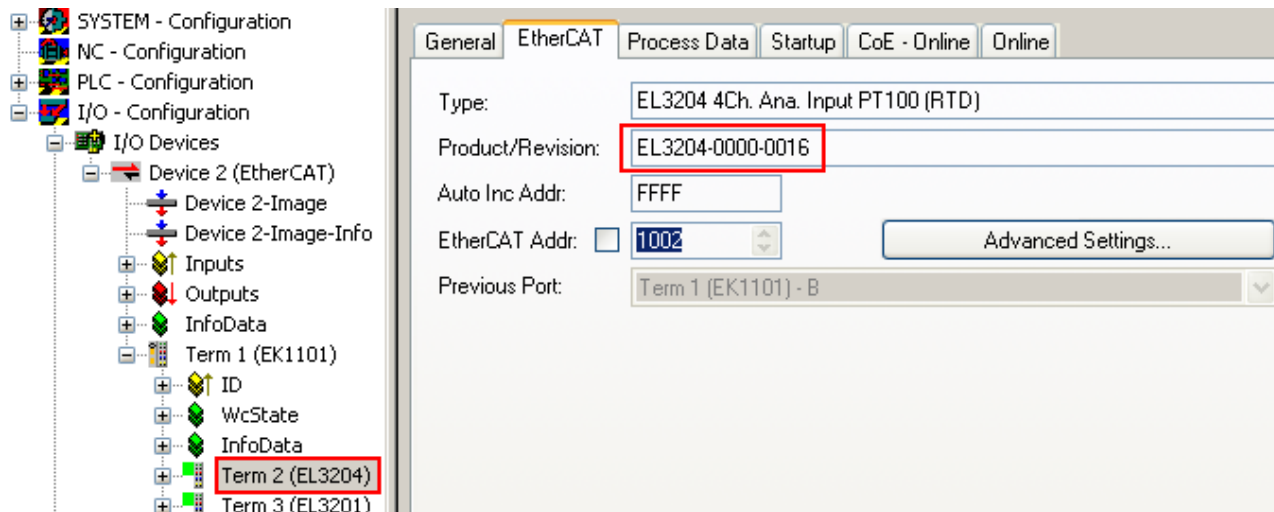 SYSTEM - Configuration
NC - Configuration
PLC - Configuration
I/O - Configuration
I/O Devices
Device 2 (EtherCAT)
Device 2-Image
Device 2-Image-Info
Inputs
Outputs
InfoData
Term 1 (EK1101)
ID
WcState
InfoData
Term 2 (EL3204)
Term 3 (EL3201)
General EtherCAT Process Data Startup CoE - Online Online
Type: EL3204 4Ch. Ana. Input PT100 (RTD)
Product/Revision: EL3204-0000-0016
Auto Inc Addr: FFFF
EtherCAT Addr: 1002 Advanced Settings...
Previous Port: Term 1 (EK1101) - B